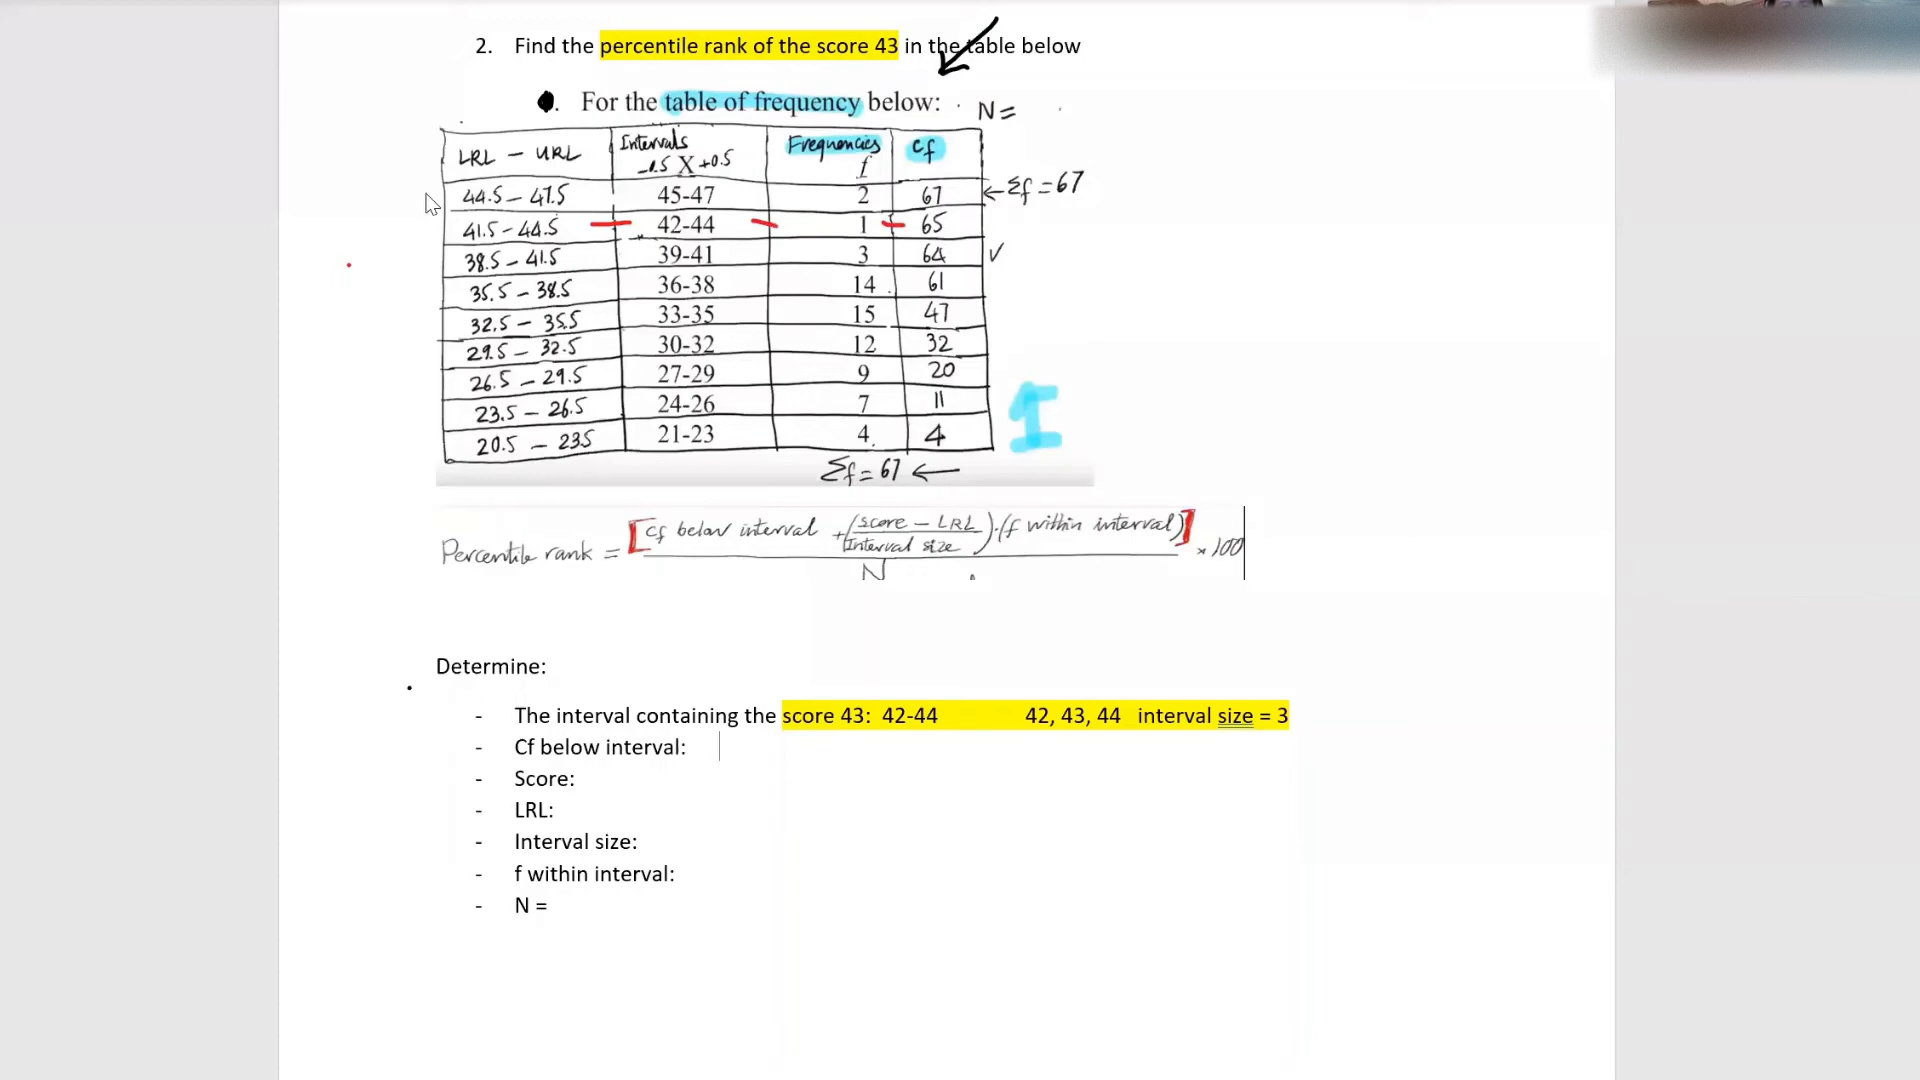 2. Find the percentile rank of the score 43 in the table below
. For the table of frequency below: N=
LRL - URL Intervals -0.5 X +0.5 Frequencies f cf
44.5 - 47.5 45-47 2 67 ← Σf = 67
41.5 - 44.5 42-44 1 65
38.5 - 41.5 39-41 3 64 ✓
35.5 - 38.5 36-38 14 61
32.5 - 35.5 33-35 15 47
29.5 - 32.5 30-32 12 32
26.5 - 29.5 27-29 9 20
23.5 - 26.5 24-26 7 11
20.5 - 235 21-23 4 4
Σf = 67 ←
Percentile rank = [cf below interval + (score - LRL / Interval size) · (f within interval)] / N × 100
Determine:
- The interval containing the score 43: 42-44 42, 43, 44 interval size = 3
- Cf below interval:
- Score:
- LRL:
- Interval size:
- f within interval:
- N =